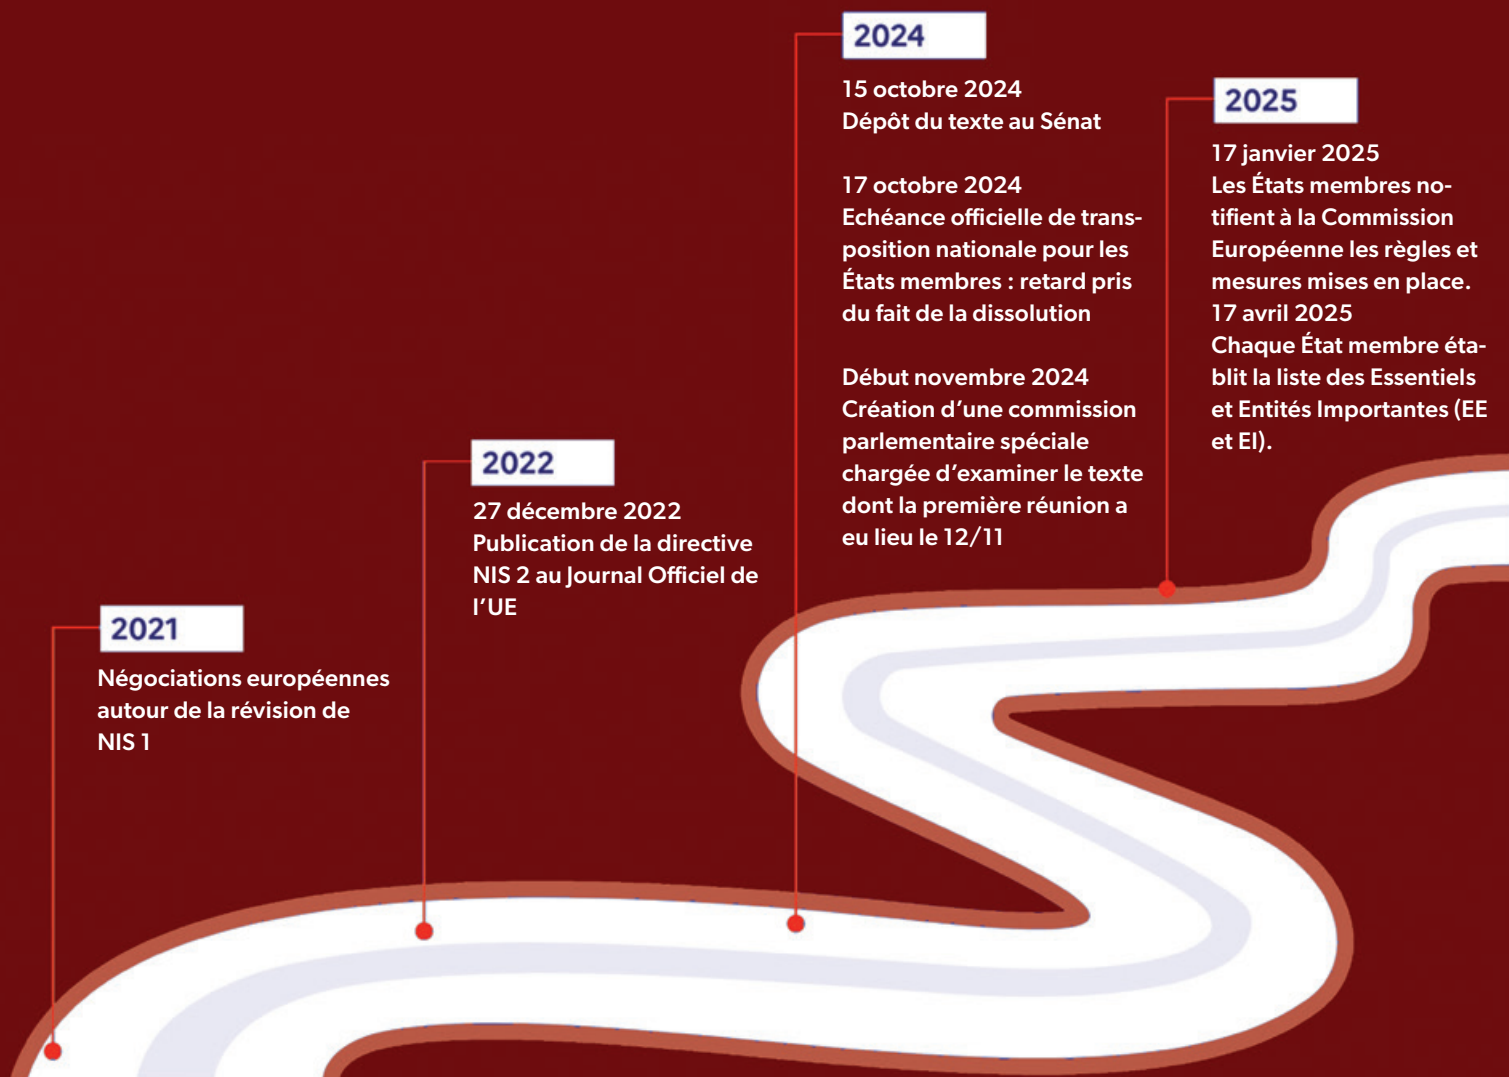 2021
Négociations européennes
autour de la révision de
NIS 1
2022
27 décembre 2022
Publication de la directive
NIS 2 au Journal Officiel de
l’UE
2024
15 octobre 2024
Dépôt du texte au Sénat
17 octobre 2024
Echéance officielle de trans-
position nationale pour les
États membres : retard pris
du fait de la dissolution
Début novembre 2024
Création d’une commission
parlementaire spéciale
chargée d’examiner le texte
dont la première réunion a
eu lieu le 12/11
2025
17 janvier 2025
Les États membres no-
tifient à la Commission
Européenne les règles et
mesures mises en place.
17 avril 2025
Chaque État membre éta-
blit la liste des Essentiels
et Entités Importantes (EE
et EI).